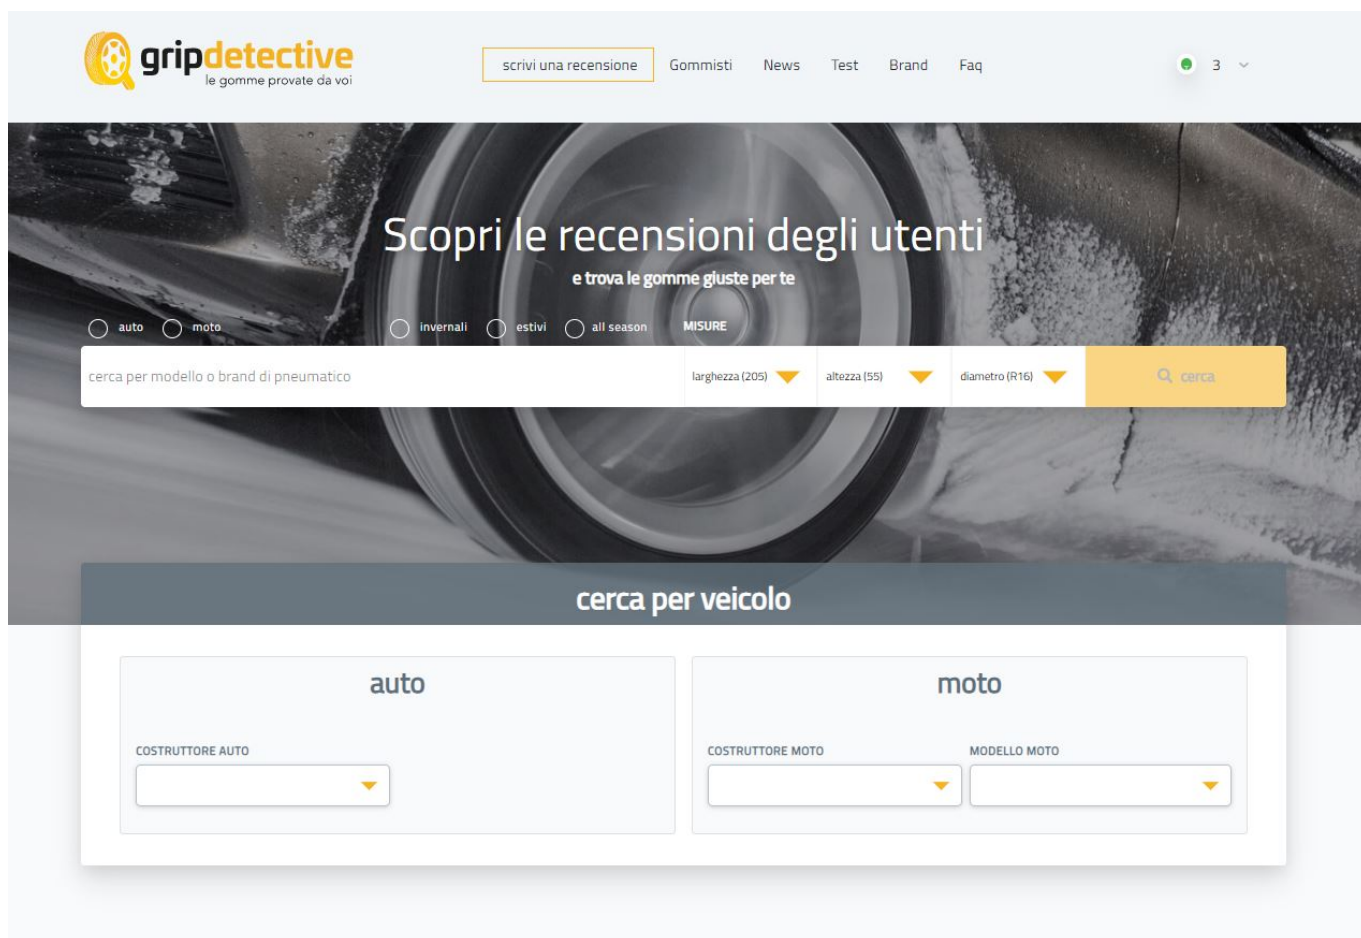 gripdetective
le gomme provate da voi
scrivi una recensione Gommisti News Test Brand Faq 3
Scopri le recensioni degli utenti
e trova le gomme giuste per te
auto moto invernali estivi all season MISURE
cerca per modello o brand di pneumatico larghezza (205) altezza (55) diametro (R16) cerca
cerca per veicolo
auto moto
COSTRUTTORE AUTO COSTRUTTORE MOTO MODELLO MOTO